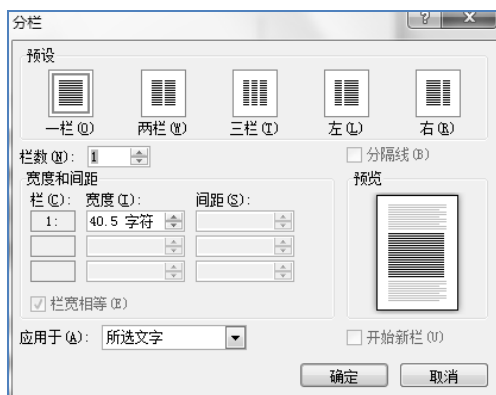 分栏
预设
一栏(O) 两栏(W) 三栏(T) 左(L) 右(R)
栏数(N): 1 分隔线(B)
宽度和间距 预览
栏(C): 宽度(I): 间距(S):
1: 40.5 字符
栏宽相等(E)
应用于(A): 所选文字 开始新栏(U)
确定 取消